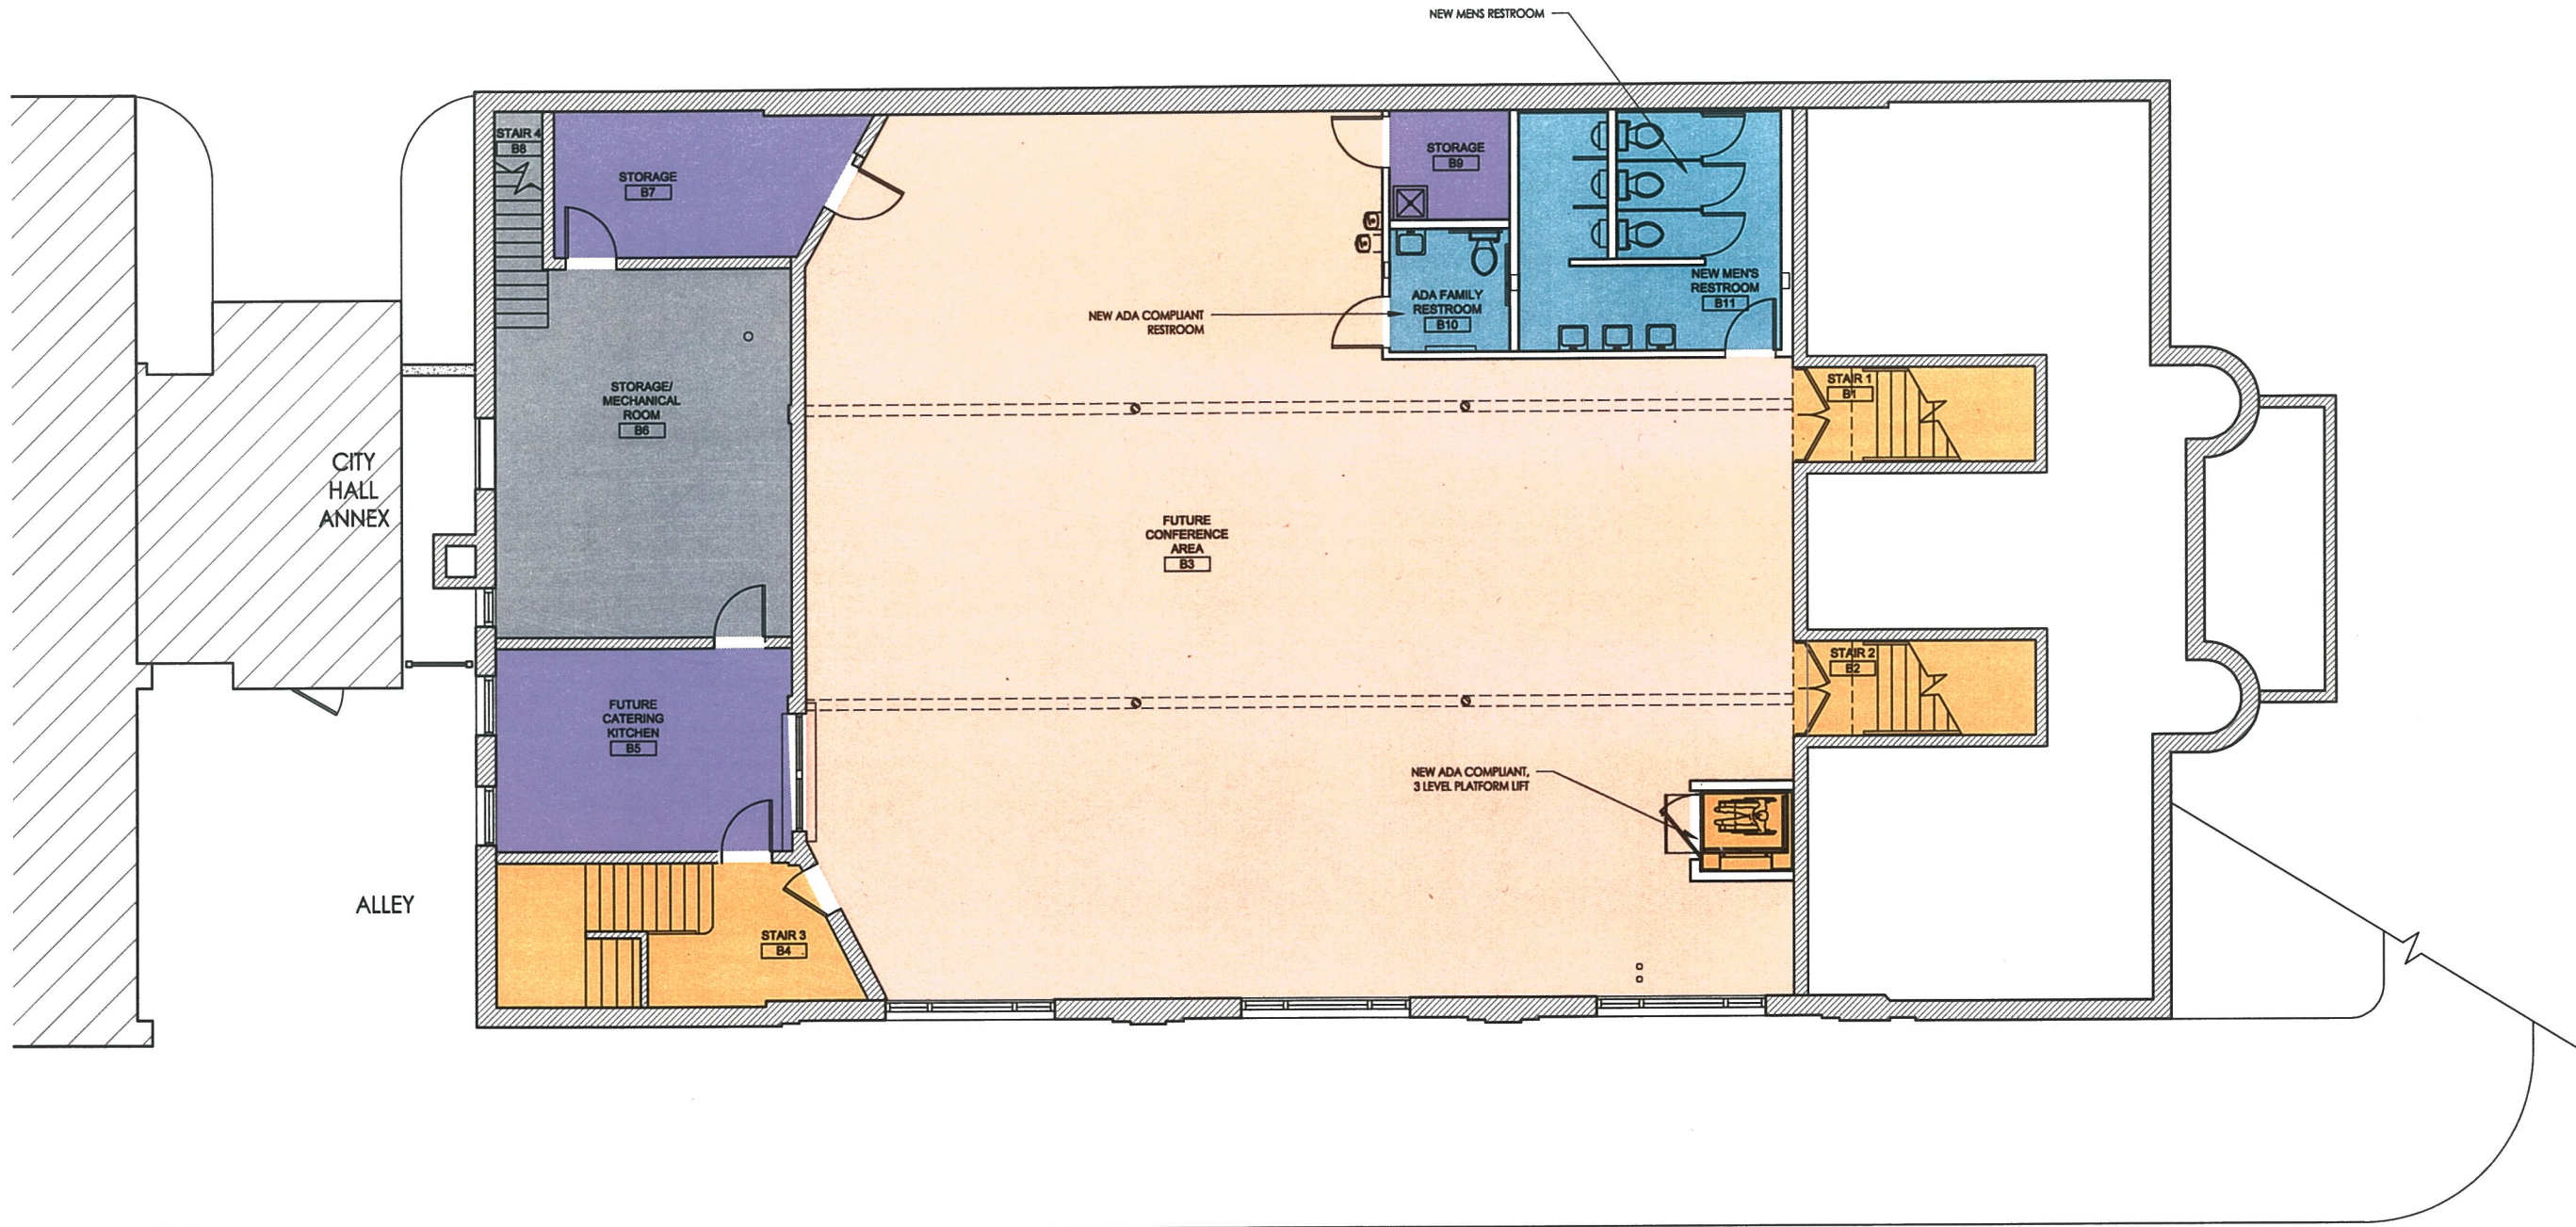 NEW MENS RESTROOM
STAIR 4
B8
STORAGE
B7
STORAGE
B9
NEW MEN'S
RESTROOM
B11
ADA FAMILY
RESTROOM
B10
NEW ADA COMPLIANT
RESTROOM
STORAGE/
MECHANICAL
ROOM
B6
STAIR 1
B1
CITY
HALL
ANNEX
FUTURE
CONFERENCE
AREA
B3
STAIR 2
B2
FUTURE
CATERING
KITCHEN
B5
NEW ADA COMPLIANT,
3 LEVEL PLATFORM LIFT
ALLEY
STAIR 3
B4